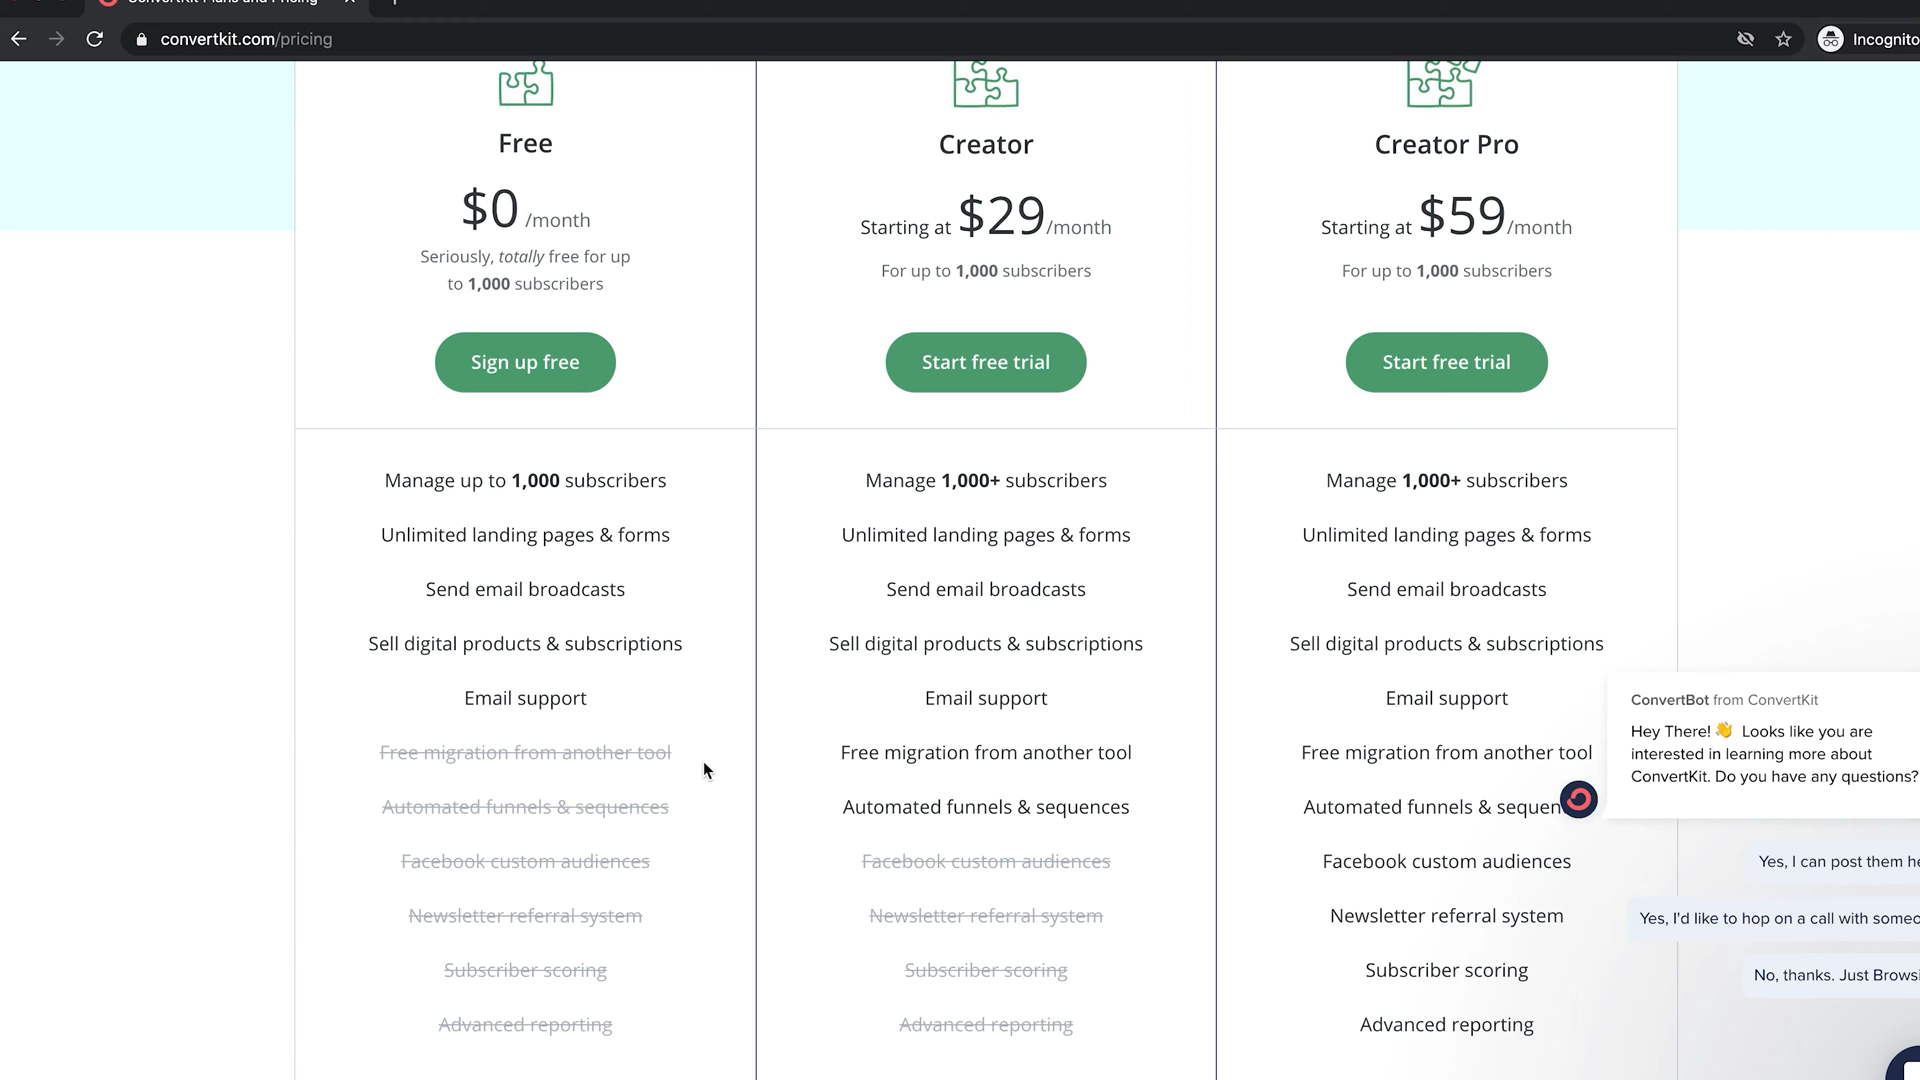 ConvertKit Plans and Pricing
convertkit.com/pricing
Incognito
Free
Creator
Creator Pro
$0 /month
Starting at $29/month
Starting at $59/month
Seriously, totally free for up
to 1,000 subscribers
For up to 1,000 subscribers
For up to 1,000 subscribers
Sign up free
Start free trial
Start free trial
Manage up to 1,000 subscribers
Manage 1,000+ subscribers
Manage 1,000+ subscribers
Unlimited landing pages & forms
Unlimited landing pages & forms
Unlimited landing pages & forms
Send email broadcasts
Send email broadcasts
Send email broadcasts
Sell digital products & subscriptions
Sell digital products & subscriptions
Sell digital products & subscriptions
Email support
Email support
Email support
Free migration from another tool
Free migration from another tool
Free migration from another tool
Automated funnels & sequences
Automated funnels & sequences
Automated funnels & sequen
Facebook custom audiences
Facebook custom audiences
Facebook custom audiences
Newsletter referral system
Newsletter referral system
Newsletter referral system
Subscriber scoring
Subscriber scoring
Subscriber scoring
Advanced reporting
Advanced reporting
Advanced reporting
ConvertBot from ConvertKit
Hey There! 👋 Looks like you are
interested in learning more about
ConvertKit. Do you have any questions?
Yes, I can post them he
Yes, I'd like to hop on a call with someo
No, thanks. Just Browsi